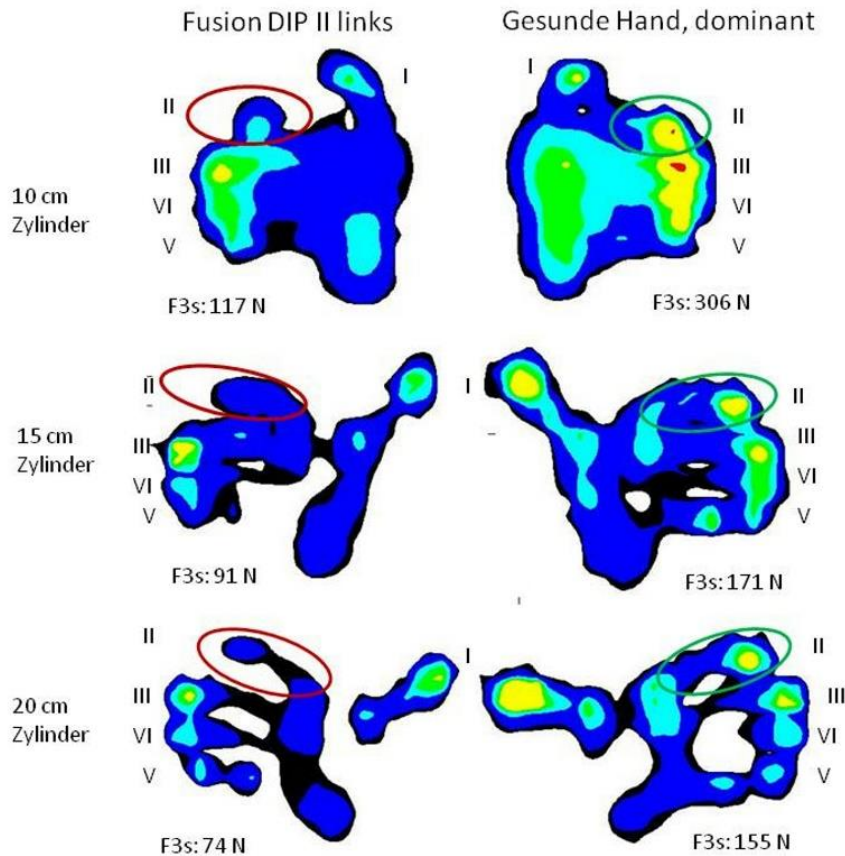 Fusion DIP II links
Gesunde Hand, dominant
I
I
II
II
III
III
10 cm
Zylinder
VI
VI
V
V
F3s: 117 N
F3s: 306 N
II
I
II
15 cm
Zylinder
III
III
VI
VI
V
V
F3s: 91 N
F3s: 171 N
II
I
II
20 cm
Zylinder
III
III
VI
VI
V
V
F3s: 74 N
F3s: 155 N